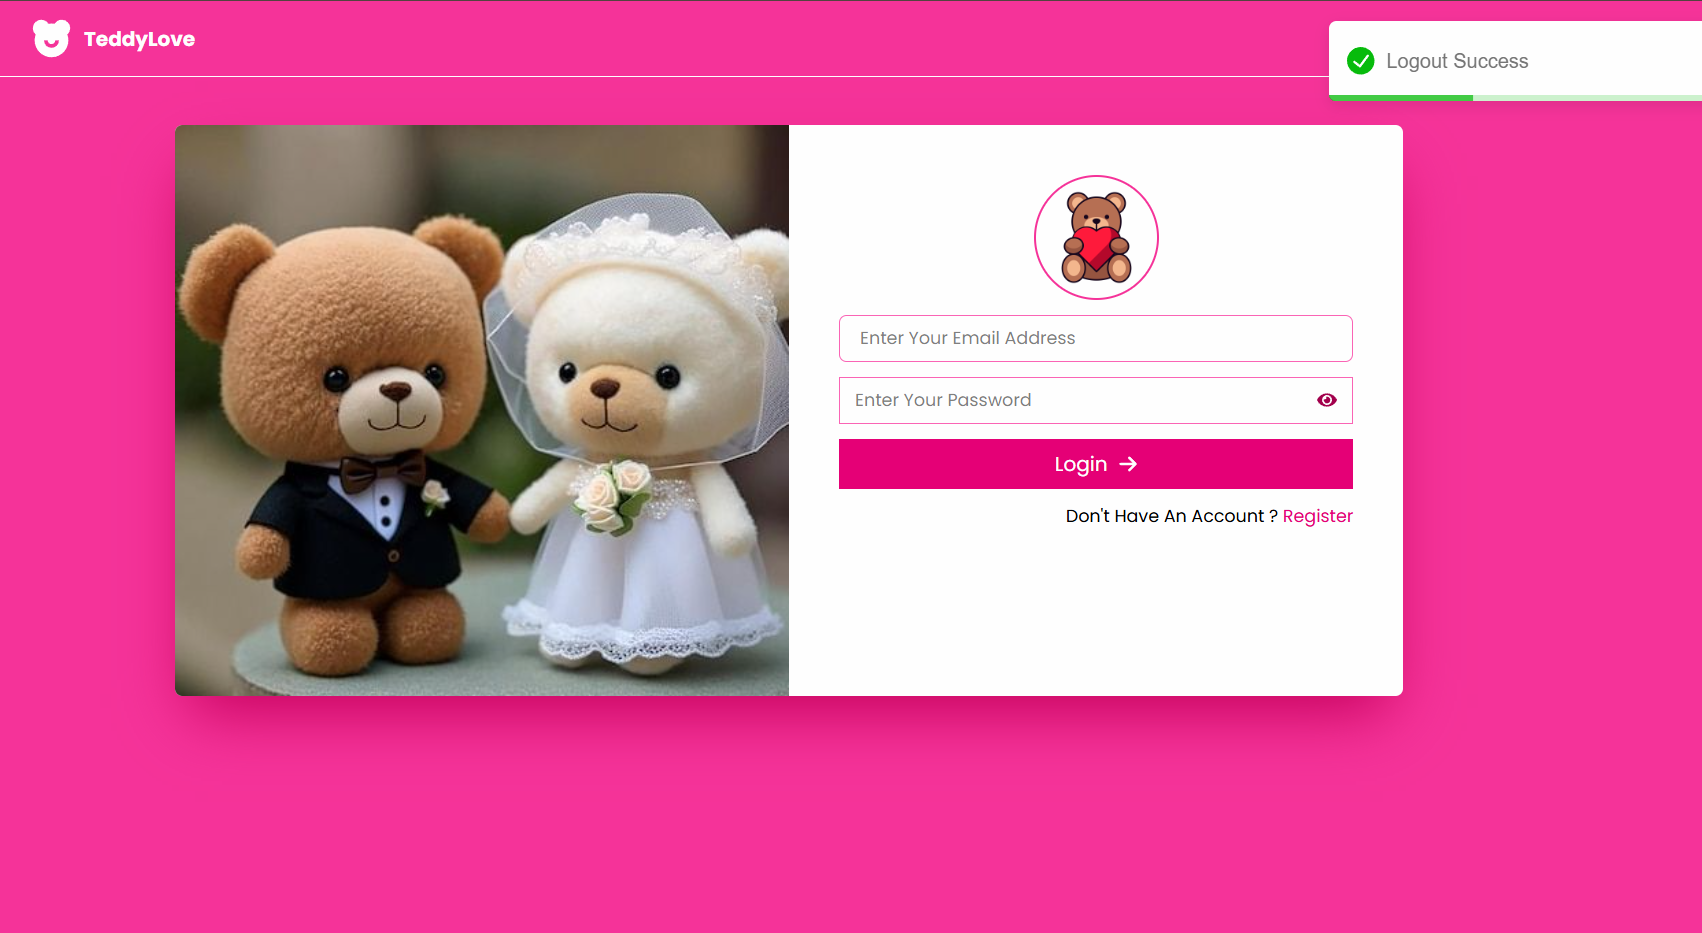 TeddyLove
Logout Success
Enter Your Email Address
Enter Your Password
Login
Don't Have An Account ? Register